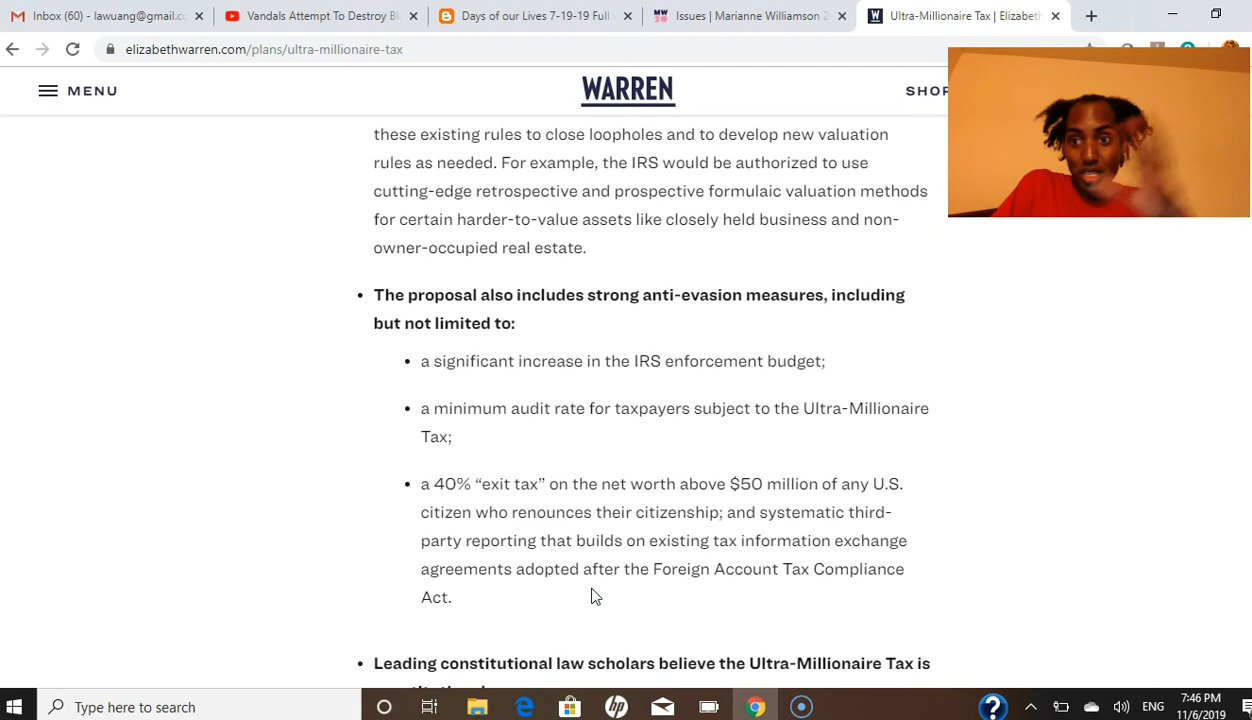 Inbox (60) - lawuang@gmail.co
Vandals Attempt To Destroy Bl
Days of our Lives 7-19-19 Full
Issues | Marianne Williamson 2
Ultra-Millionaire Tax | Elizabeth
elizabethwarren.com/plans/ultra-millionaire-tax
MENU
WARREN
SHOP
these existing rules to close loopholes and to develop new valuation
rules as needed. For example, the IRS would be authorized to use
cutting-edge retrospective and prospective formulaic valuation methods
for certain harder-to-value assets like closely held business and non-
owner-occupied real estate.
• The proposal also includes strong anti-evasion measures, including
but not limited to:
• a significant increase in the IRS enforcement budget;
• a minimum audit rate for taxpayers subject to the Ultra-Millionaire
Tax;
• a 40% “exit tax” on the net worth above $50 million of any U.S.
citizen who renounces their citizenship; and systematic third-
party reporting that builds on existing tax information exchange
agreements adopted after the Foreign Account Tax Compliance
Act.
• Leading constitutional law scholars believe the Ultra-Millionaire Tax is
Type here to search
ENG
7:46 PM
11/6/2019